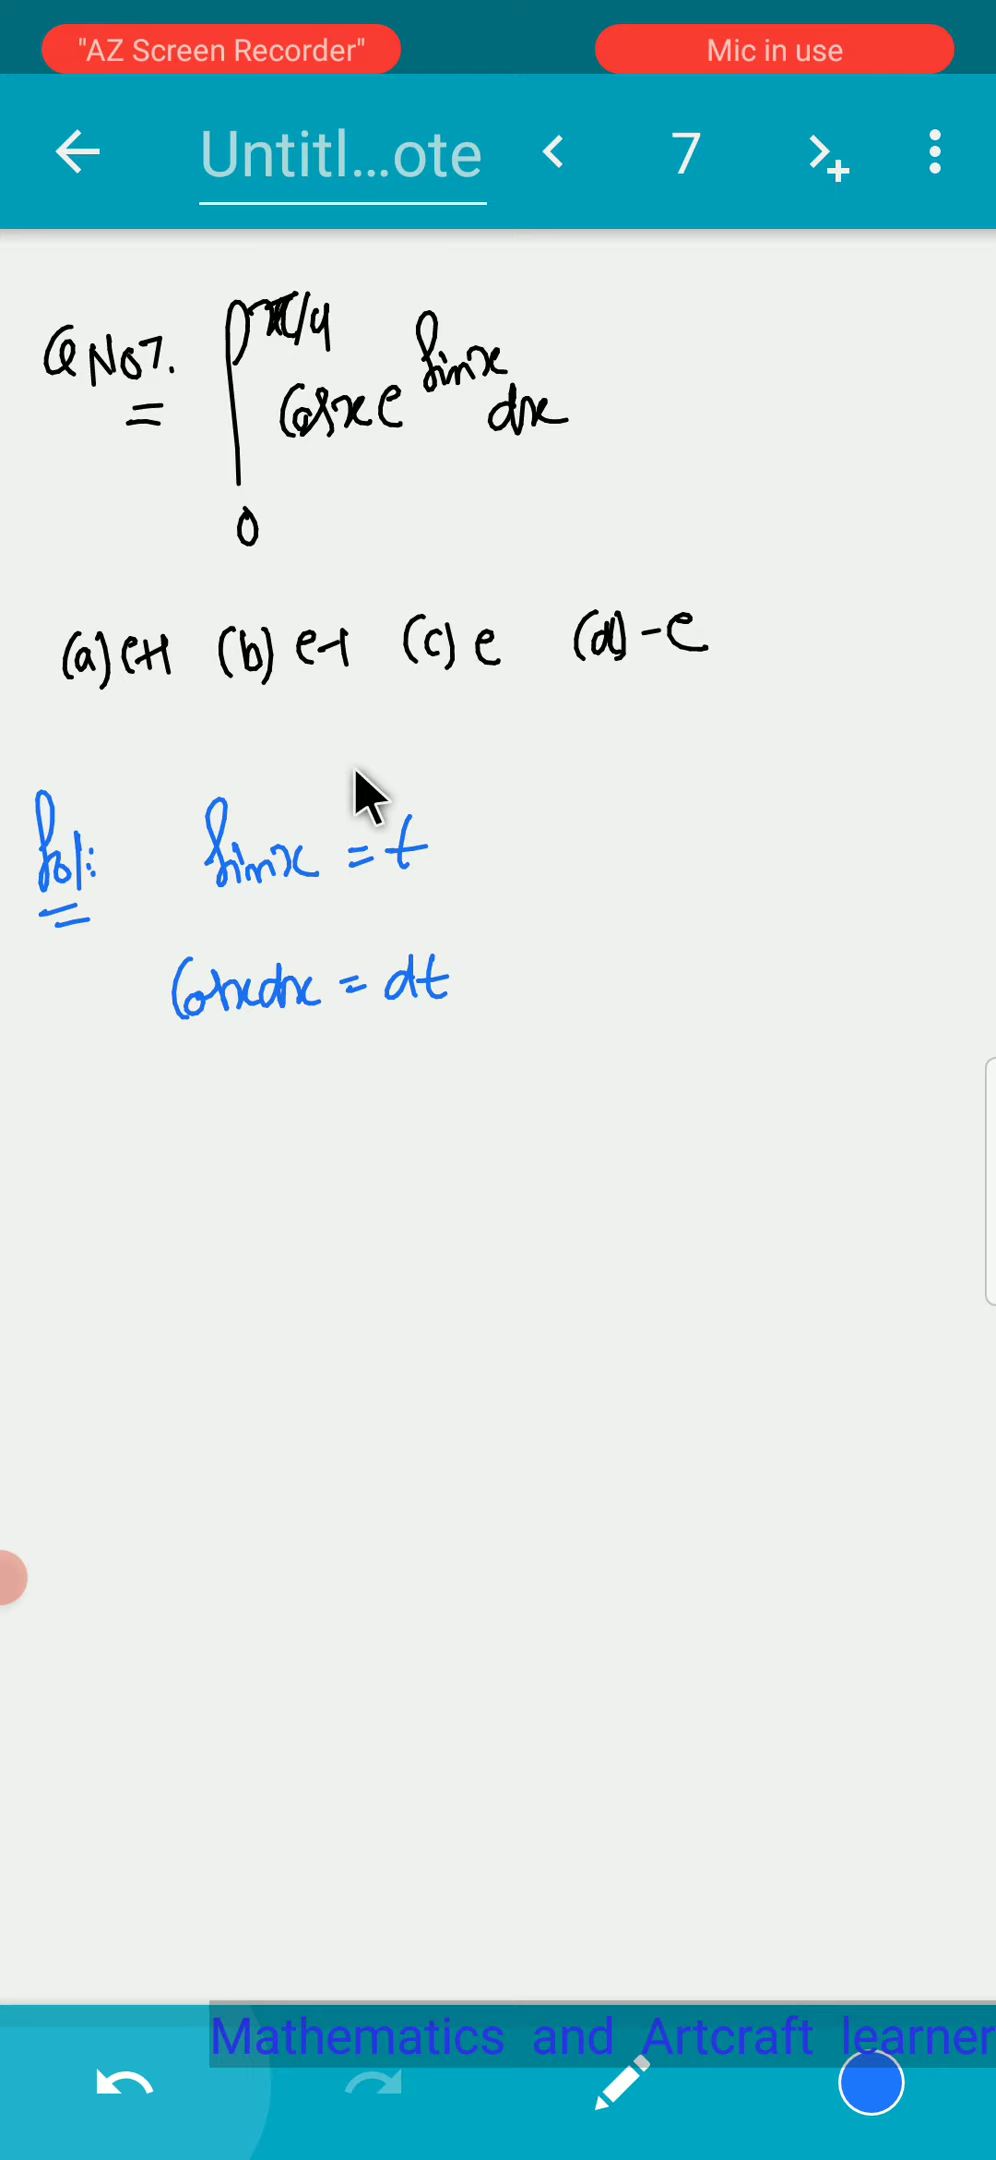 "AZ Screen Recorder" Mic in use
Untitl...ote < 7 >+
Q No7. ∫ π/4 0 cosx e sinx dx
(a) e+1 (b) e-1 (c) e (d) -e
Sol: sinx = t
cosxdx = dt
Mathematics and Artcraft learner